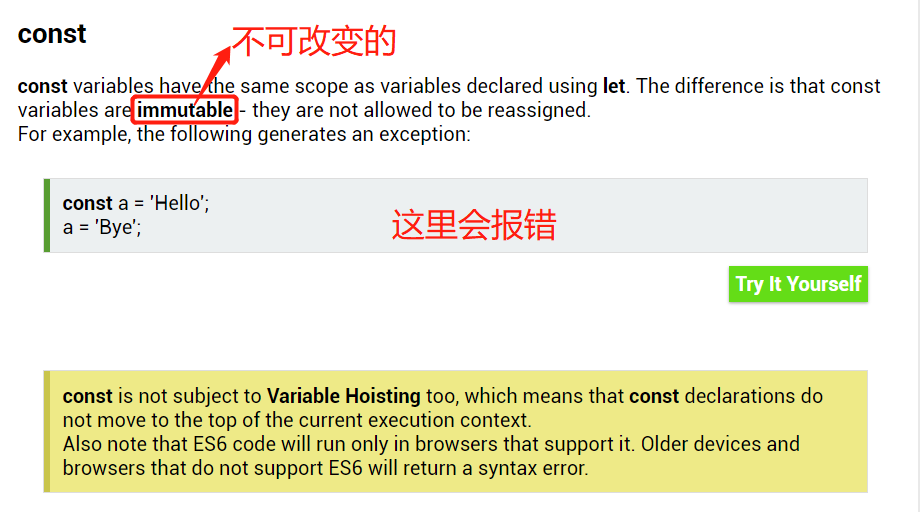 const
不可改变的
const variables have the same scope as variables declared using let. The difference is that const
variables are immutable - they are not allowed to be reassigned.
For example, the following generates an exception:
const a = 'Hello';
a = 'Bye';
这里会报错
Try It Yourself
const is not subject to Variable Hoisting too, which means that const declarations do
not move to the top of the current execution context.
Also note that ES6 code will run only in browsers that support it. Older devices and
browsers that do not support ES6 will return a syntax error.